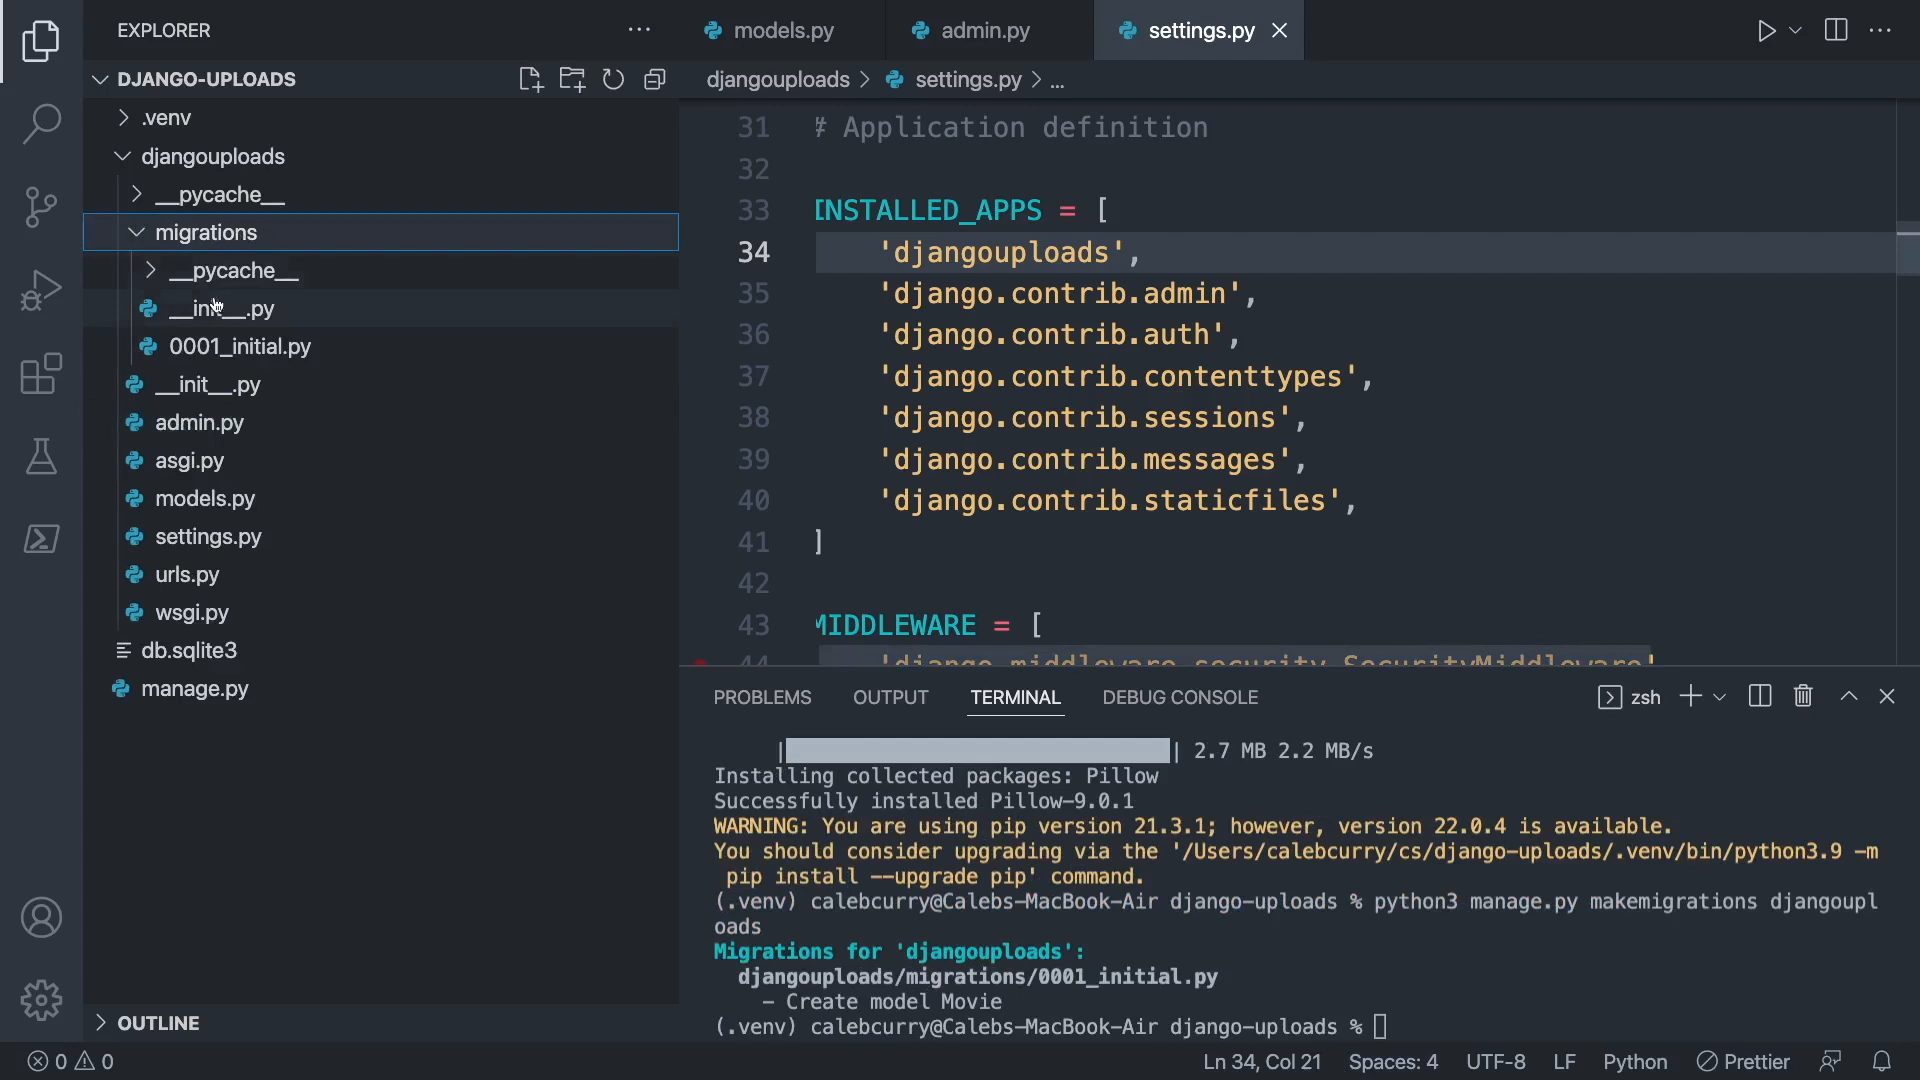 EXPLORER
DJANGO-UPLOADS
.venv
djangouploads
__pycache__
migrations
__pycache__
__init__.py
0001_initial.py
__init__.py
admin.py
asgi.py
models.py
settings.py
urls.py
wsgi.py
db.sqlite3
manage.py
OUTLINE
models.py
admin.py
settings.py
djangouploads > settings.py > ...
31 # Application definition
32
33 INSTALLED_APPS = [
34 'djangouploads',
35 'django.contrib.admin',
36 'django.contrib.auth',
37 'django.contrib.contenttypes',
38 'django.contrib.sessions',
39 'django.contrib.messages',
40 'django.contrib.staticfiles',
41 ]
42
43 MIDDLEWARE = [
44 'django.middleware.security.SecurityMiddleware'
PROBLEMS OUTPUT TERMINAL DEBUG CONSOLE
zsh
| | 2.7 MB 2.2 MB/s
Installing collected packages: Pillow
Successfully installed Pillow-9.0.1
WARNING: You are using pip version 21.3.1; however, version 22.0.4 is available.
You should consider upgrading via the '/Users/calebcurry/cs/django-uploads/.venv/bin/python3.9 -m
pip install --upgrade pip' command.
(.venv) calebcurry@Calebs-MacBook-Air django-uploads % python3 manage.py makemigrations djangoupl
oads
Migrations for 'djangouploads':
djangouploads/migrations/0001_initial.py
- Create model Movie
(.venv) calebcurry@Calebs-MacBook-Air django-uploads %
0 0
Ln 34, Col 21 Spaces: 4 UTF-8 LF Python Prettier